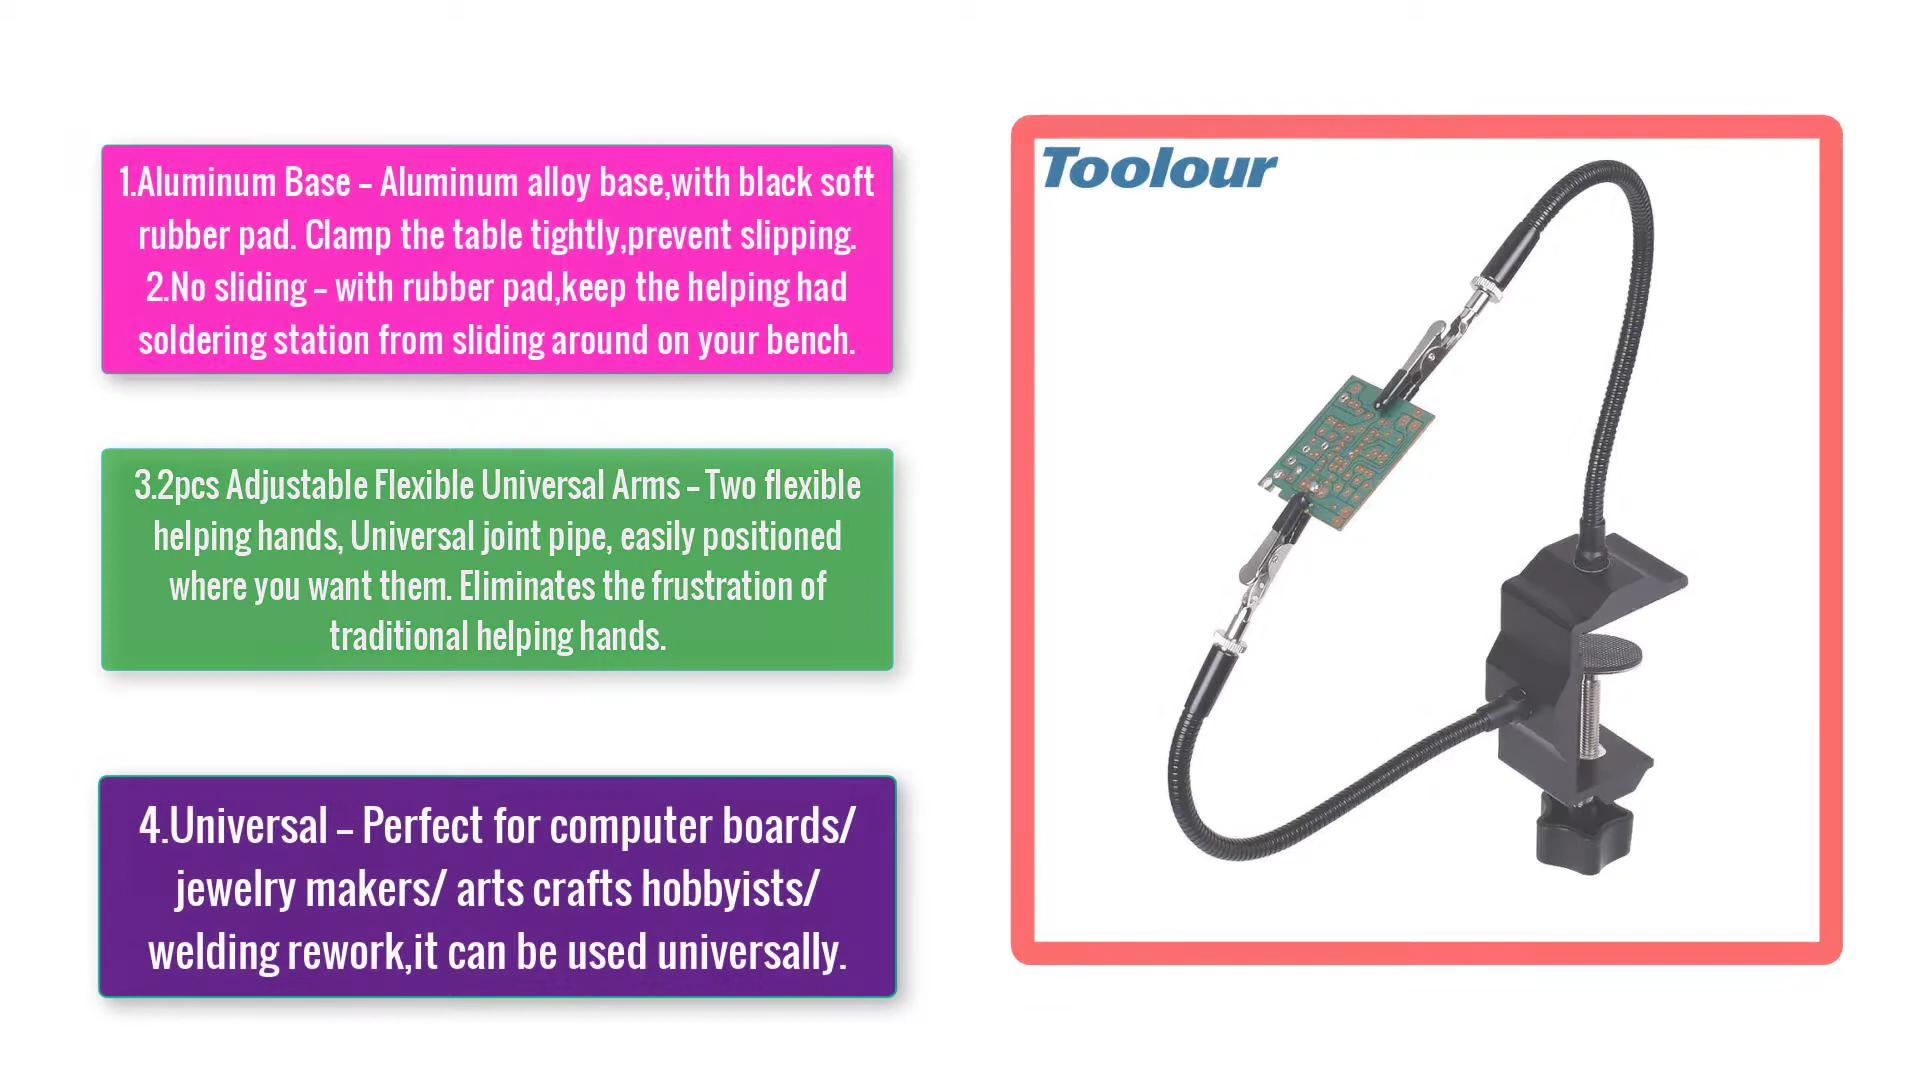 1.Aluminum Base – Aluminum alloy base,with black soft
rubber pad. Clamp the table tightly,prevent slipping.
2.No sliding – with rubber pad,keep the helping had
soldering station from sliding around on your bench.
3.2pcs Adjustable Flexible Universal Arms – Two flexible
helping hands, Universal joint pipe, easily positioned
where you want them. Eliminates the frustration of
traditional helping hands.
4.Universal – Perfect for computer boards/
jewelry makers/ arts crafts hobbyists/
welding rework,it can be used universally.
Toolour